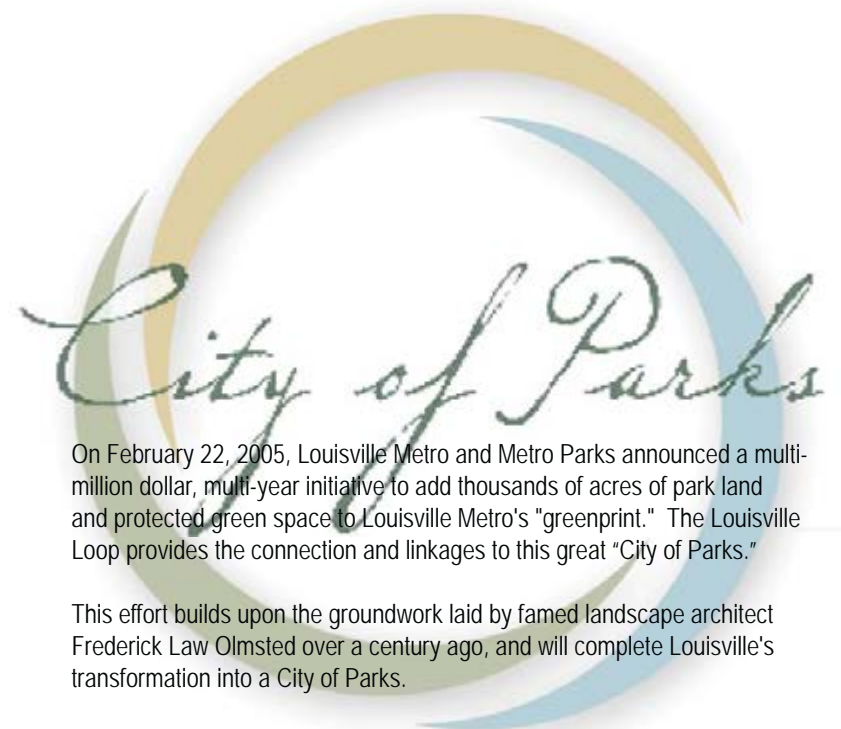 City of Parks
On February 22, 2005, Louisville Metro and Metro Parks announced a multi-
million dollar, multi-year initiative to add thousands of acres of park land
and protected green space to Louisville Metro's "greenprint."  The Louisville
Loop provides the connection and linkages to this great “City of Parks.”
This effort builds upon the groundwork laid by famed landscape architect
Frederick Law Olmsted over a century ago, and will complete Louisville's
transformation into a City of Parks.